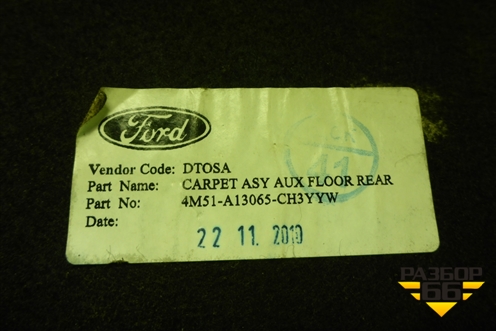 Ford
Vendor Code: DTOSA
Part Name: CARPET ASY AUX FLOOR REAR
Part No: 4M51-A13065-CH3YYW
Date: 22 11. 2010
РАЗБОР
66